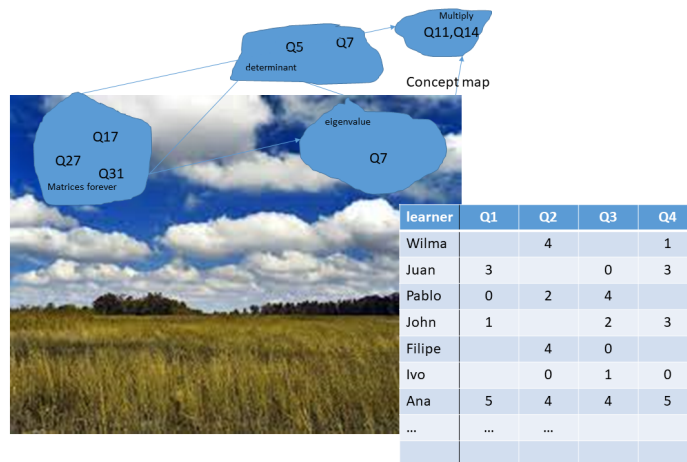 Multiply
Q11,Q14
Q5 Q7
determinant
Concept map
eigenvalue
Q7
Q17
Q27
Q31
Matrices forever
learner Q1 Q2 Q3 Q4
Wilma 4 1
Juan 3 0 3
Pablo 0 2 4
John 1 2 3
Filipe 4 0
Ivo 0 1 0
Ana 5 4 4 5
... ... ...